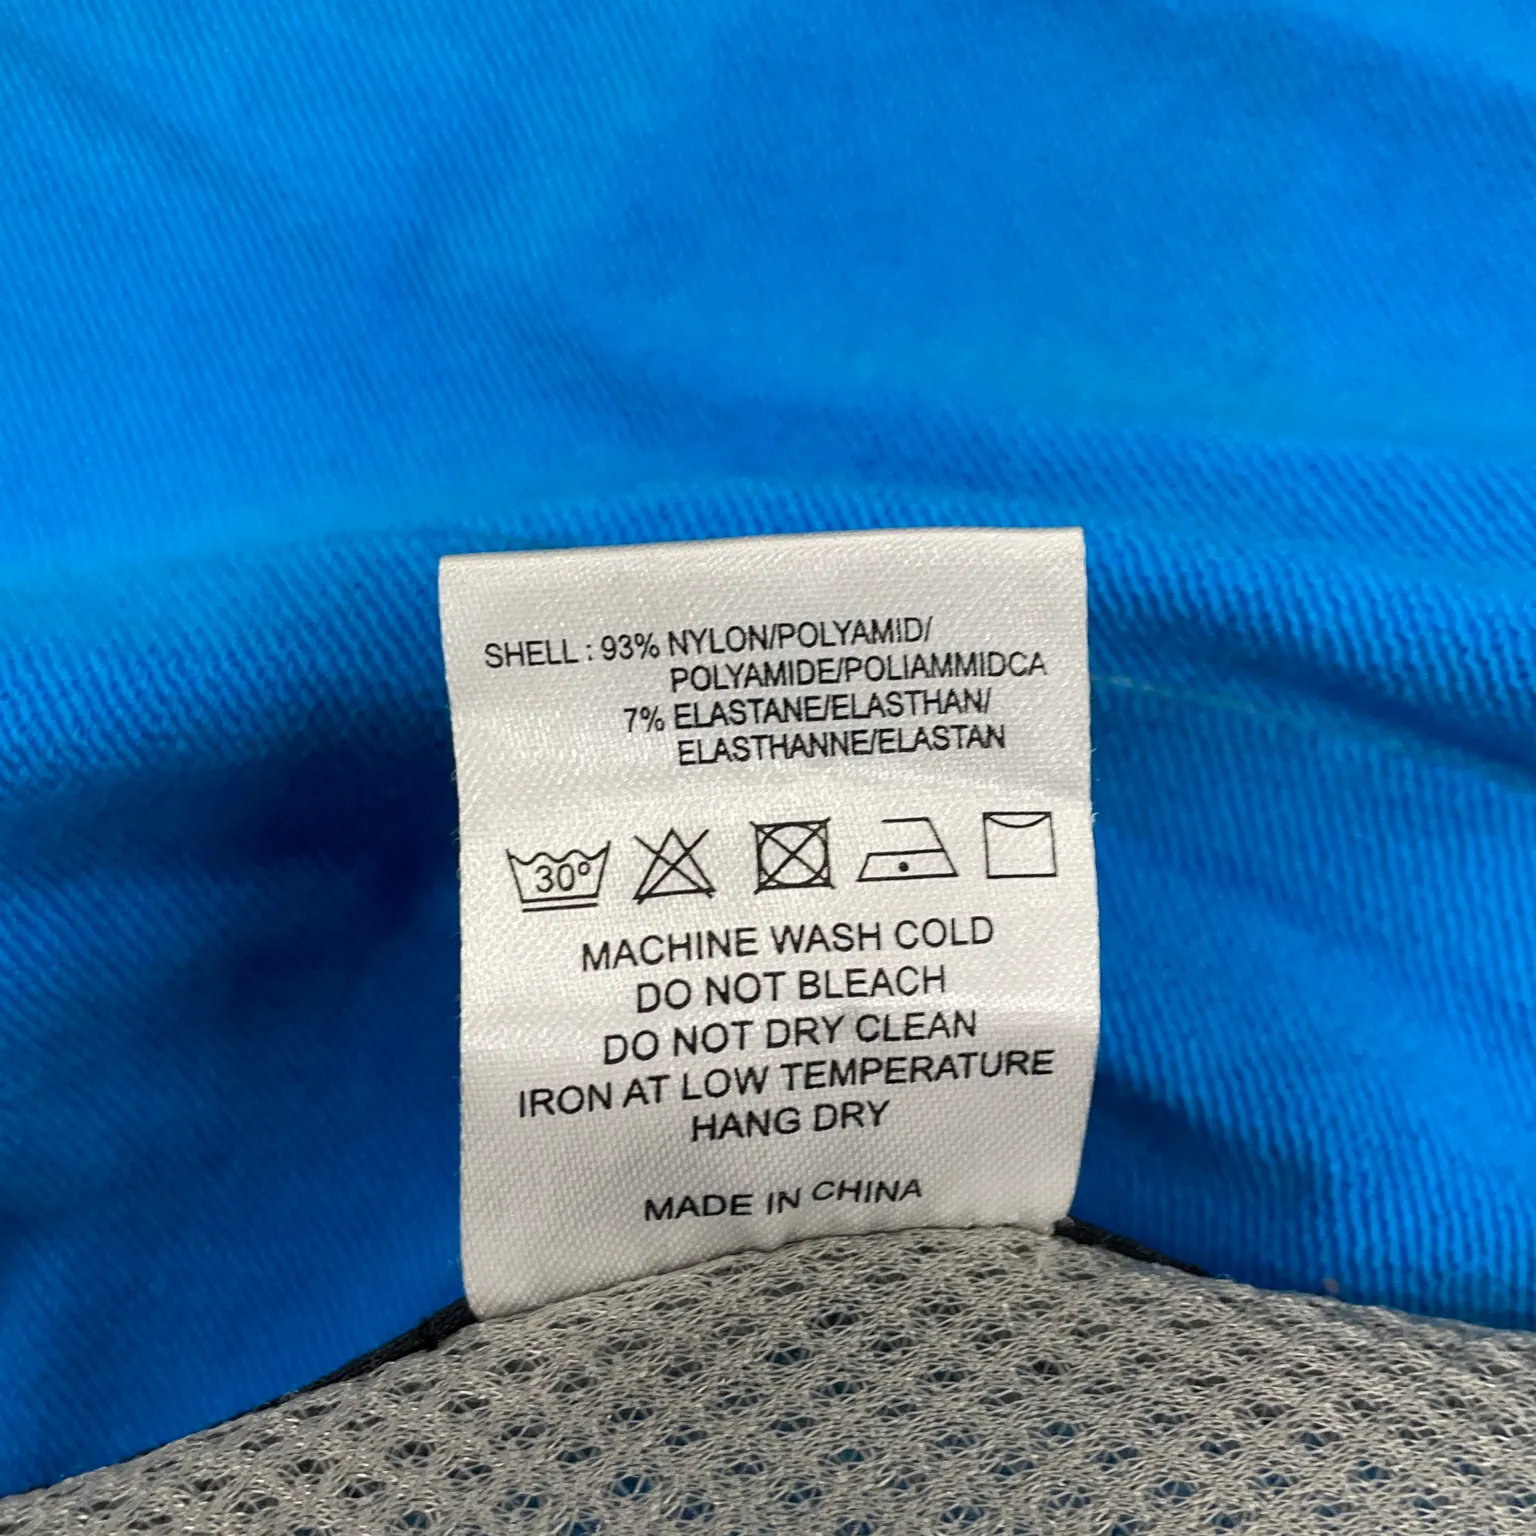 SHELL : 93% NYLON/POLYAMID/
POLYAMIDE/POLIAMMIDCA
7% ELASTANE/ELASTHAN/
ELASTHANNE/ELASTAN
30º
MACHINE WASH COLD
DO NOT BLEACH
DO NOT DRY CLEAN
IRON AT LOW TEMPERATURE
HANG DRY
MADE IN CHINA